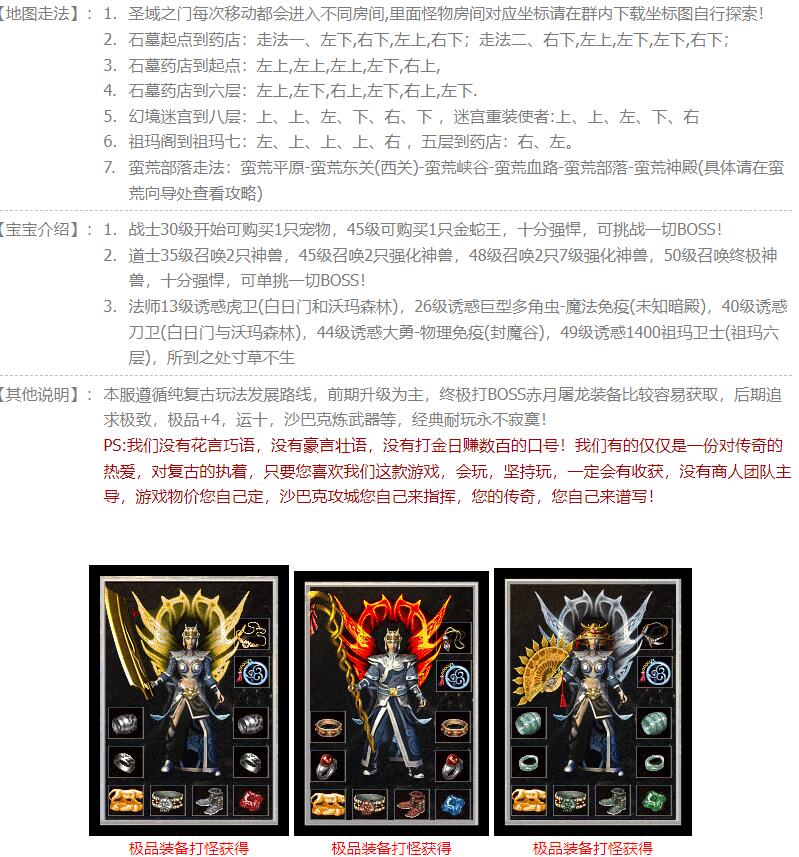 【地图走法】： 1. 圣域之门每次移动都会进入不同房间,里面怪物房间对应坐标请在群内下载坐标图自行探索！
2. 石墓起点到药店：走法一、左下,右下,左上,右下；走法二、右下,左上,左下,左下,右下；
3. 石墓药店到起点：左上,左上,左上,左下,右上,
4. 石墓药店到六层：左上,左下,右上,左下,右上,左下.
5. 幻境迷宫到八层：上、上、左、下、右、下 ，迷宫重装使者:上、上、左、下、右
6. 祖玛阁到祖玛七：左、上、上、上、右 ，五层到药店：右、左。
7. 蛮荒部落走法：蛮荒平原-蛮荒东关(西关)-蛮荒峡谷-蛮荒血路-蛮荒部落-蛮荒神殿(具体请在蛮
荒向导处查看攻略)
【宝宝介绍】： 1. 战士30级开始可购买1只宠物，45级可购买1只金蛇王，十分强悍，可挑战一切BOSS！
2. 道士35级召唤2只神兽，45级召唤2只强化神兽，48级召唤2只7级强化神兽，50级召唤终极神
兽，十分强悍，可单挑一切BOSS！
3. 法师13级诱惑虎卫(白日门和沃玛森林)，26级诱惑巨型多角虫-魔法免疫(未知暗殿)，40级诱惑
刀卫(白日门与沃玛森林)，44级诱惑大勇-物理免疫(封魔谷)，49级诱惑1400祖玛卫士(祖玛六
层)，所到之处寸草不生
【其他说明】： 本服遵循纯复古玩法发展路线，前期升级为主，终极打BOSS赤月屠龙装备比较容易获取，后期追
求极致，极品+4，运十，沙巴克炼武器等，经典耐玩永不寂寞！
PS:我们没有花言巧语，没有豪言壮语，没有打金日赚数百的口号！我们有的仅仅是一份对传奇的
热爱，对复古的执着，只要您喜欢我们这款游戏，会玩，坚持玩，一定会有收获，没有商人团队主
导，游戏物价您自己定，沙巴克攻城您自己来指挥，您的传奇，您自己来谱写！
极品装备打怪获得 极品装备打怪获得 极品装备打怪获得